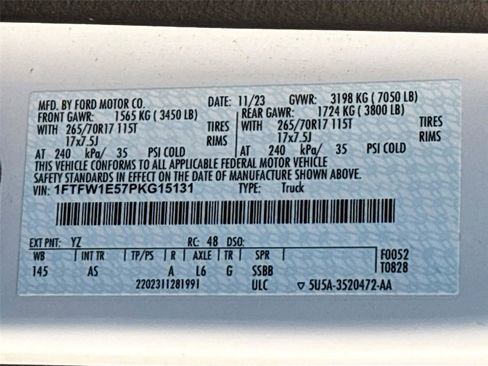 MFD. BY FORD MOTOR CO. DATE: 11/23 GVWR: 3198 KG ( 7050 LB)
FRONT GAWR: 1565 KG ( 3450 LB) REAR GAWR: 1724 KG ( 3800 LB)
WITH 265/70R17 115T TIRES WITH 265/70R17 115T TIRES
17x7.5J RIMS 17x7.5J RIMS
AT 240 kPa/ 35 PSI COLD AT 240 kPa/ 35 PSI COLD
THIS VEHICLE CONFORMS TO ALL APPLICABLE FEDERAL MOTOR VEHICLE
SAFETY STANDARDS IN EFFECT ON THE DATE OF MANUFACTURE SHOWN ABOVE.
VIN: 1FTFW1E57PKG15131 TYPE: Truck
EXT PNT: YZ RC: 48 DSO: F0052
WB INT TR TP/PS R AXLE TR SPR T0828
145 AS A L6 G SSBB
2202311281991 ULC ▽ 5U5A-3520472-AA